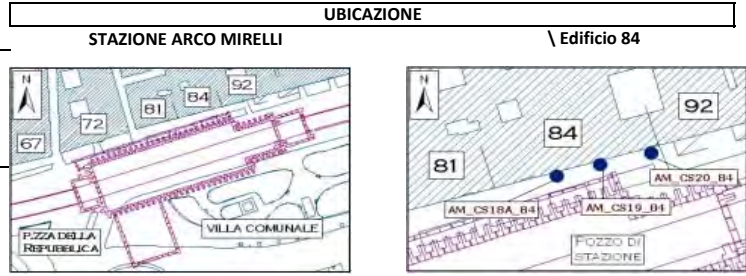 UBICAZIONE
STAZIONE ARCO MIRELLI
\ Edificio 84
N
92
84
81
72
67
P.ZZA DELLA
REPUBBLICA
VILLA COMUNALE
N
92
84
81
AM_CS20_B4
AM_CS18A_B4
AM_CS19_B4
POZZO DI
STAZIONE